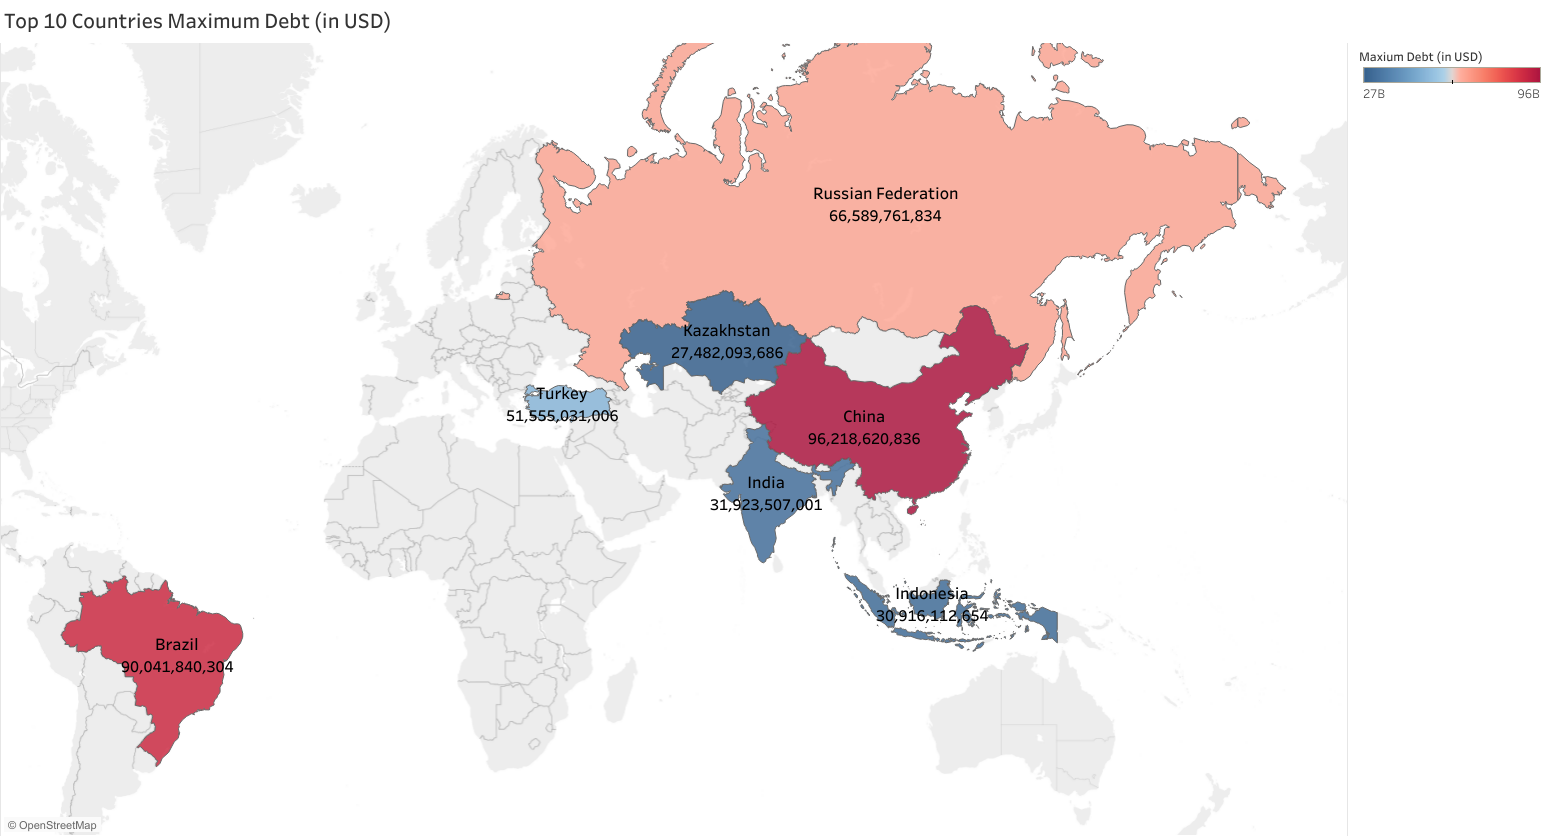 Top 10 Countries Maximum Debt (in USD)
Maxium Debt (in USD)
27B 96B
Russian Federation
66,589,761,834
Kazakhstan
27,482,093,686
Turkey
51,555,031,006
China
96,218,620,836
India
31,923,507,001
Indonesia
30,916,112,654
Brazil
90,041,840,304
© OpenStreetMap